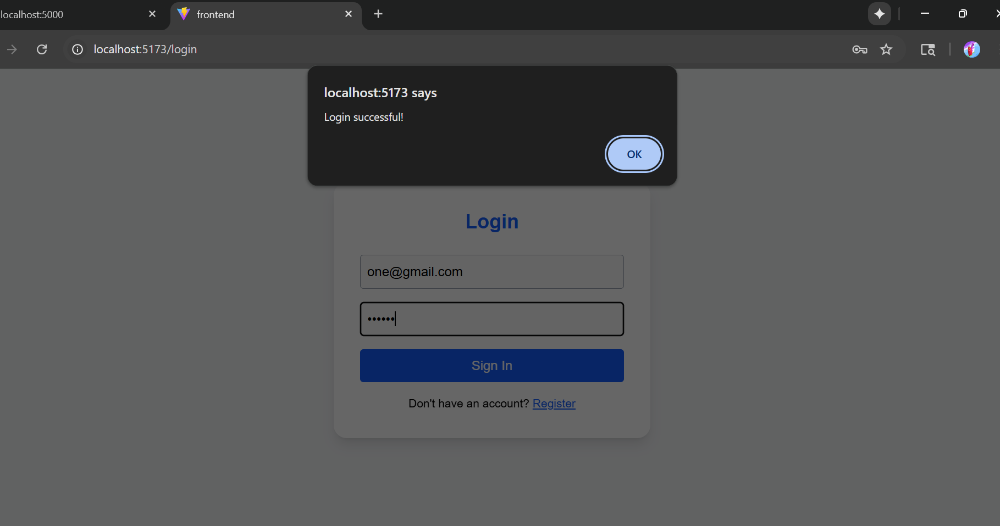 localhost:5000
frontend
localhost:5173/login
localhost:5173 says
Login successful!
OK
Login
one@gmail.com
••••••
Sign In
Don't have an account? Register